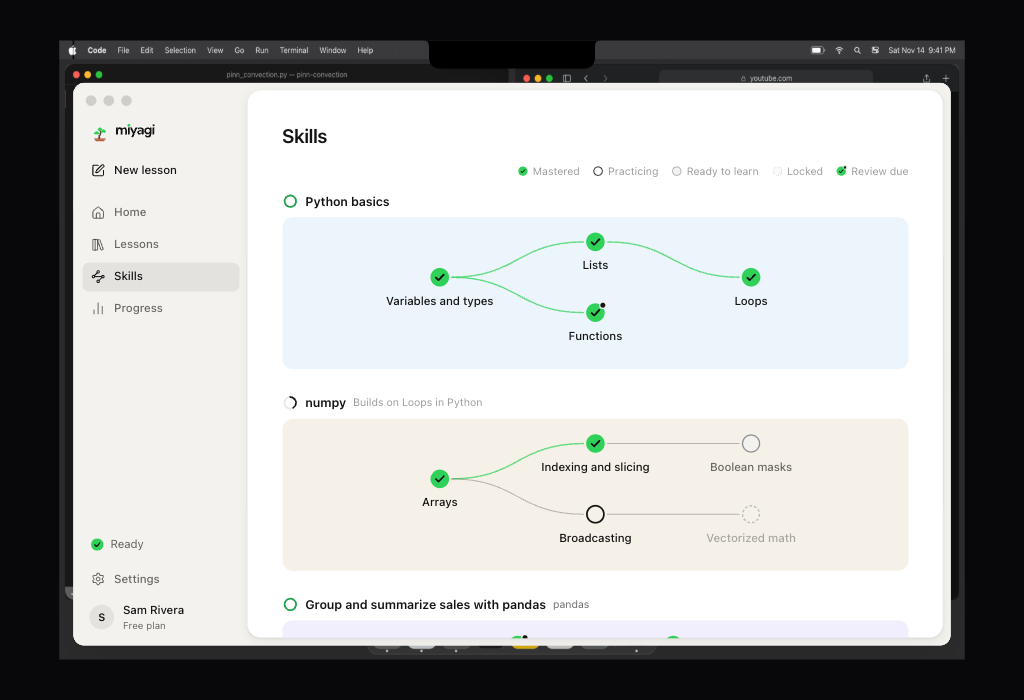 Code File Edit Selection View Go Run Terminal Window Help
Sat Nov 14 9:41 PM
pinn_convection.py — pinn-convection
youtube.com
miyagi
New lesson
Home
Lessons
Skills
Progress
Ready
Settings
S
Sam Rivera
Free plan
Skills
Mastered Practicing Ready to learn Locked Review due
Python basics
Lists
Variables and types
Loops
Functions
numpy Builds on Loops in Python
Indexing and slicing
Boolean masks
Arrays
Broadcasting
Vectorized math
Group and summarize sales with pandas pandas